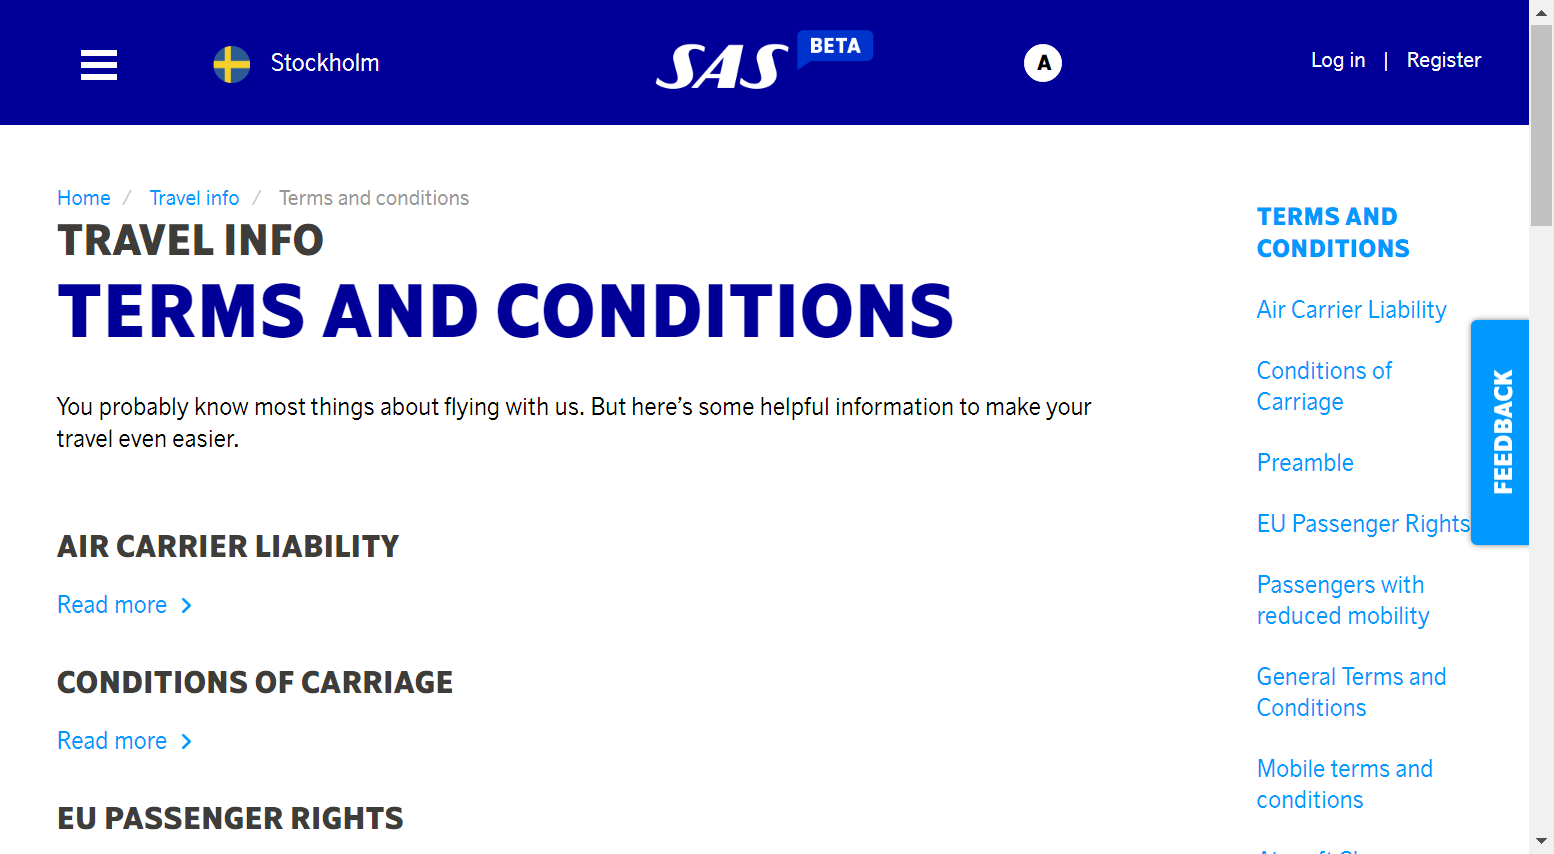 Stockholm
SAS BETA
A
Log in | Register
Home / Travel info / Terms and conditions
TRAVEL INFO
TERMS AND CONDITIONS
You probably know most things about flying with us. But here’s some helpful information to make your
travel even easier.
AIR CARRIER LIABILITY
Read more
CONDITIONS OF CARRIAGE
Read more
EU PASSENGER RIGHTS
TERMS AND
CONDITIONS
Air Carrier Liability
Conditions of
Carriage
Preamble
EU Passenger Rights
Passengers with
reduced mobility
General Terms and
Conditions
Mobile terms and
conditions
FEEDBACK